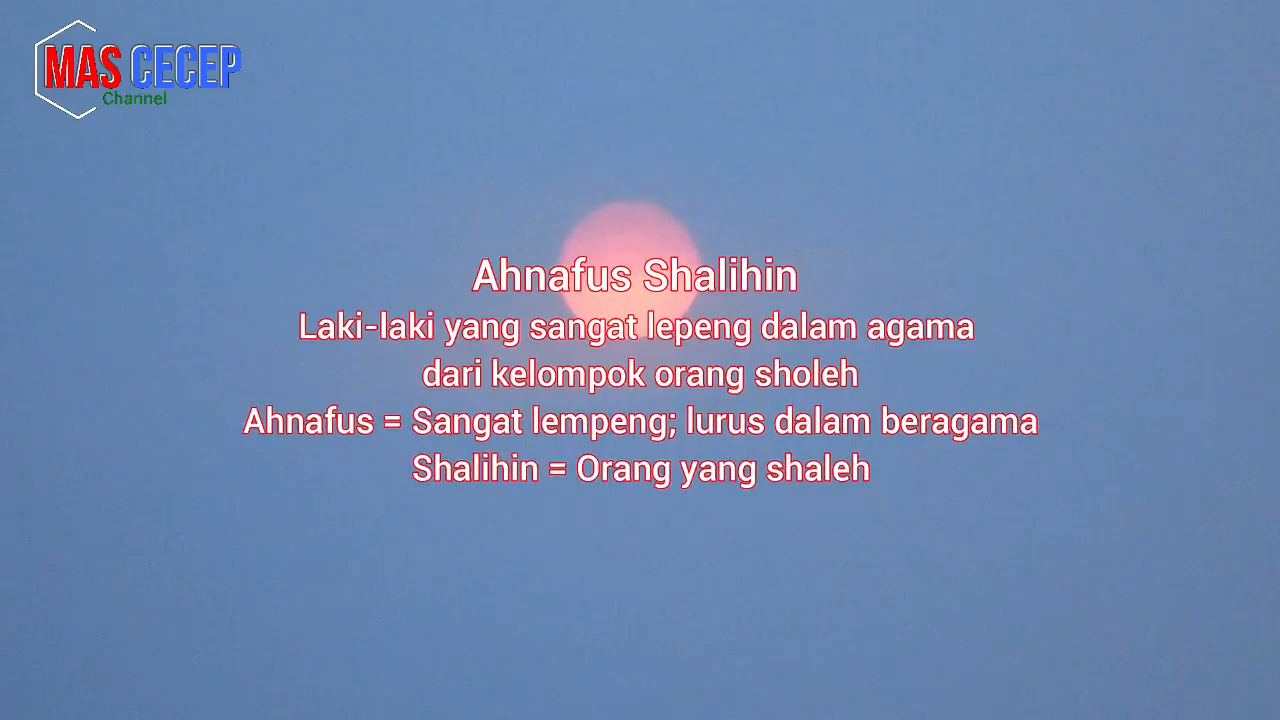 MAS CECEP
Channel
Ahnafus Shalihin
Laki-laki yang sangat lepeng dalam agama
dari kelompok orang sholeh
Ahnafus = Sangat lempeng; lurus dalam beragama
Shalihin = Orang yang shaleh